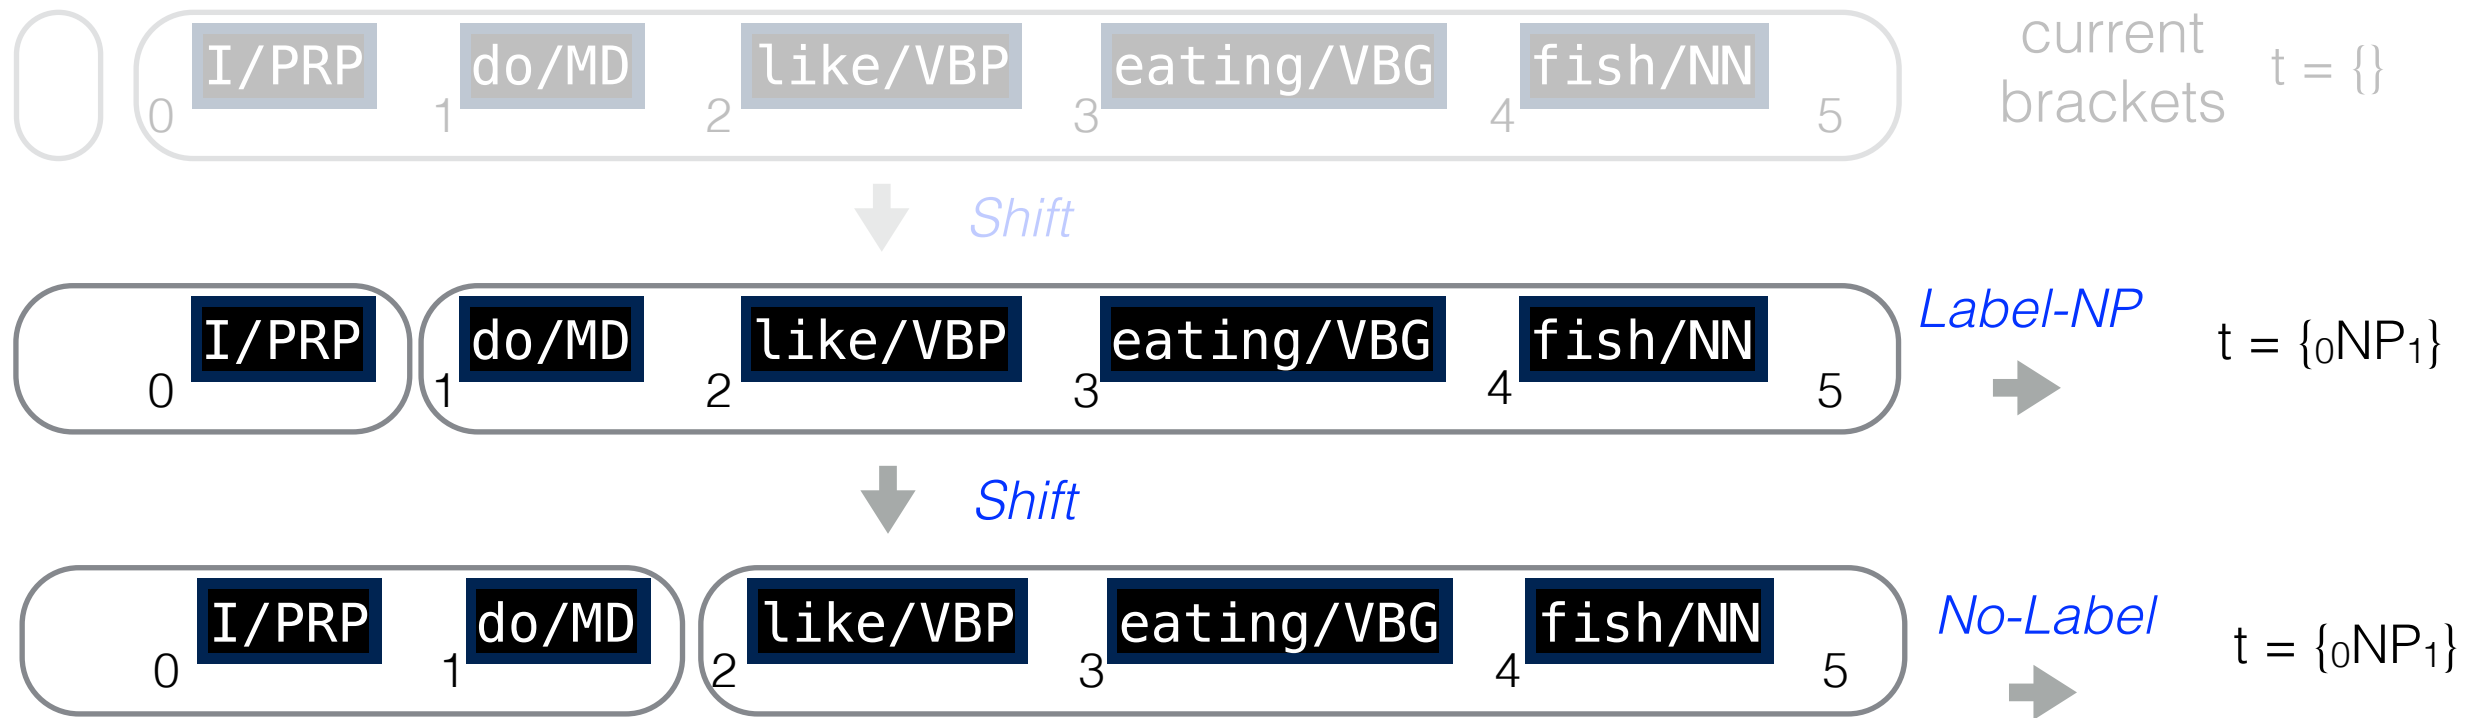 I/PRP do/MD like/VBP eating/VBG fish/NN current brackets t = {}
0 1 2 3 4 5
Shift
I/PRP do/MD like/VBP eating/VBG fish/NN Label-NP t = {₀NP₁}
0 1 2 3 4 5
Shift
I/PRP do/MD like/VBP eating/VBG fish/NN No-Label t = {₀NP₁}
0 1 2 3 4 5